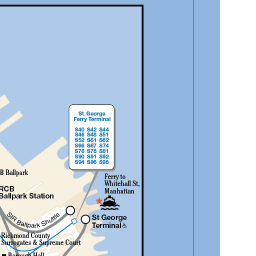 St. George
Ferry Terminal
S40 S42 S44
S46 S48 S51
S52 S61 S62
S66 S67 S74
S76 S78 S81
S90 S91 S92
S94 S96 S98
B Ballpark
Ferry to
Whitehall St,
Manhattan
RCB
Ballpark Station
SIR Ballpark Shuttle
St George
Terminal
Richmond County
Surrogates & Supreme Court
Borough Hall